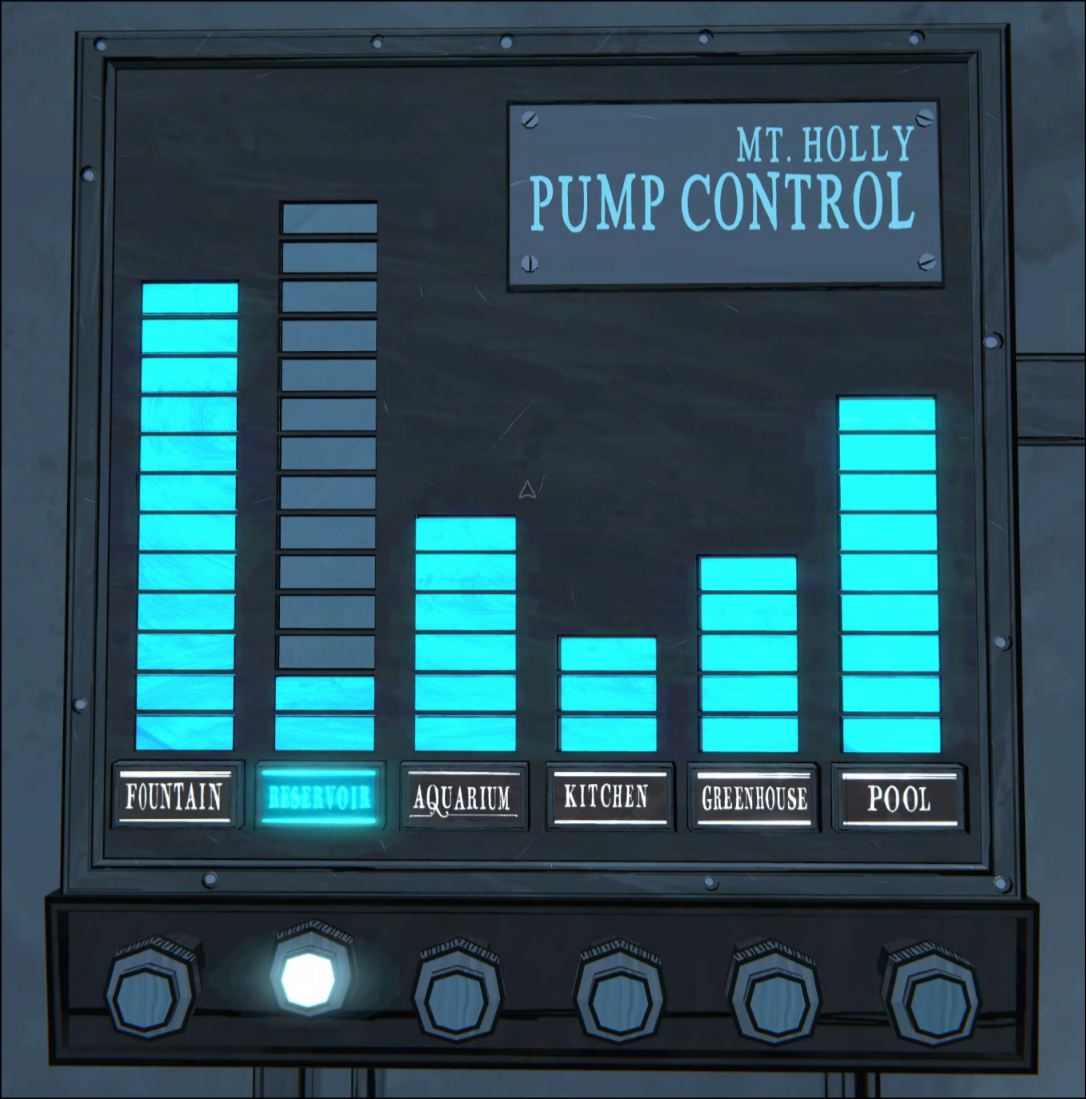 MT. HOLLY
PUMP CONTROL
FOUNTAIN RESERVOIR AQUARIUM KITCHEN GREENHOUSE POOL